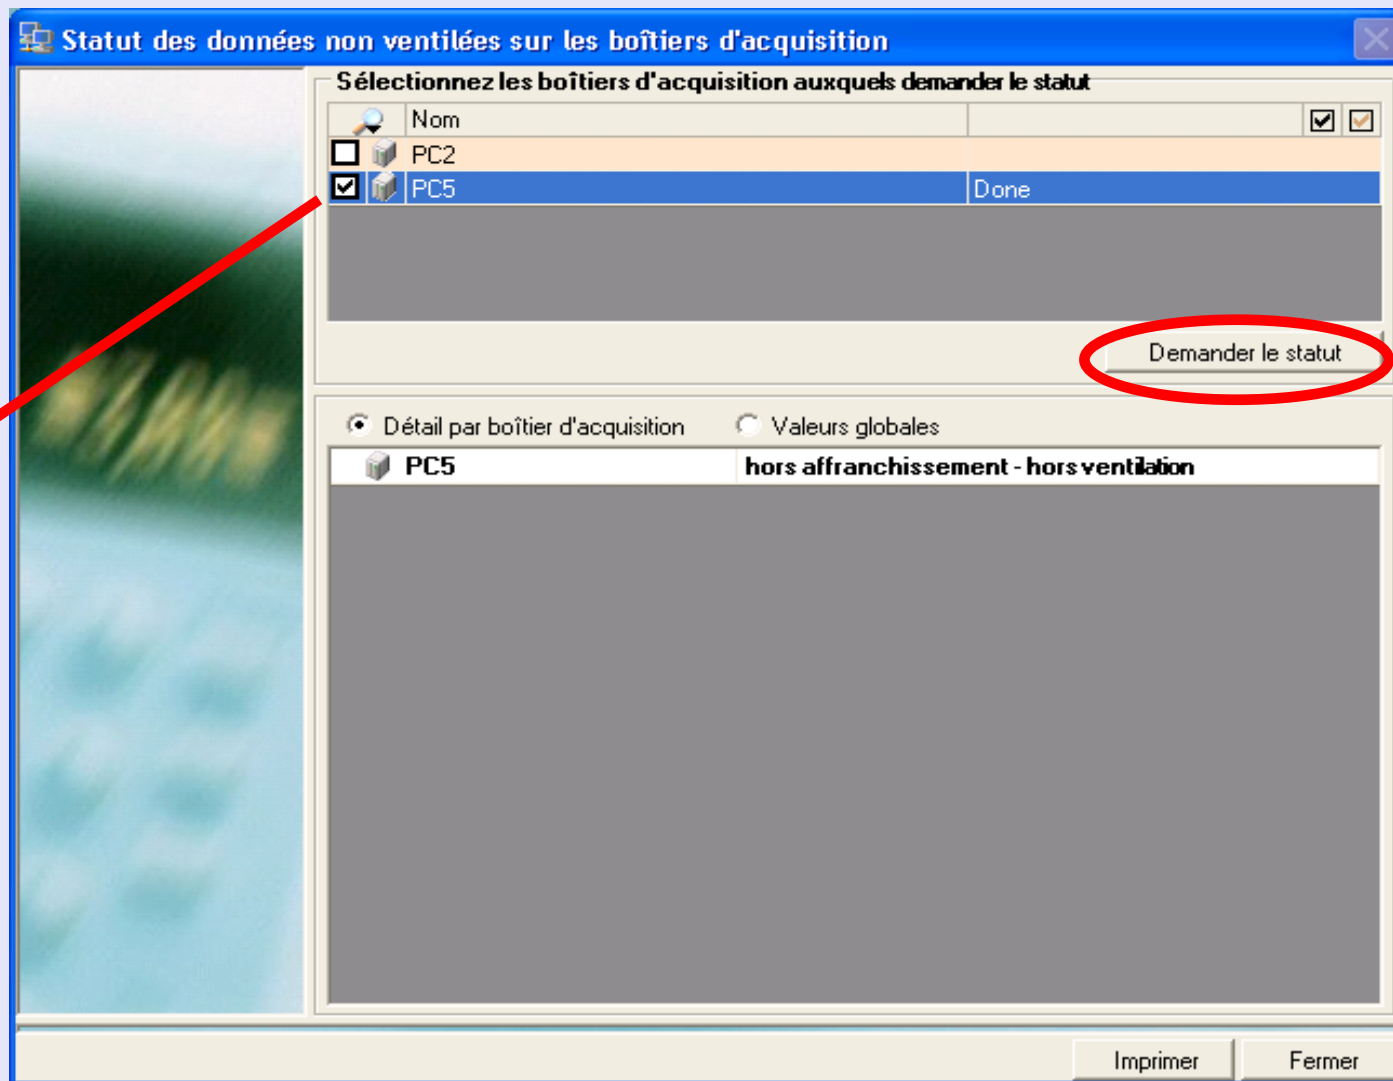 Statut des données non ventilées sur les boîtiers d'acquisition
Sélectionnez les boîtiers d'acquisition auxquels demander le statut
Nom
PC2
PC5 Done
Demander le statut
Détail par boîtier d'acquisition Valeurs globales
PC5 hors affranchissement - hors ventilation
Imprimer Fermer